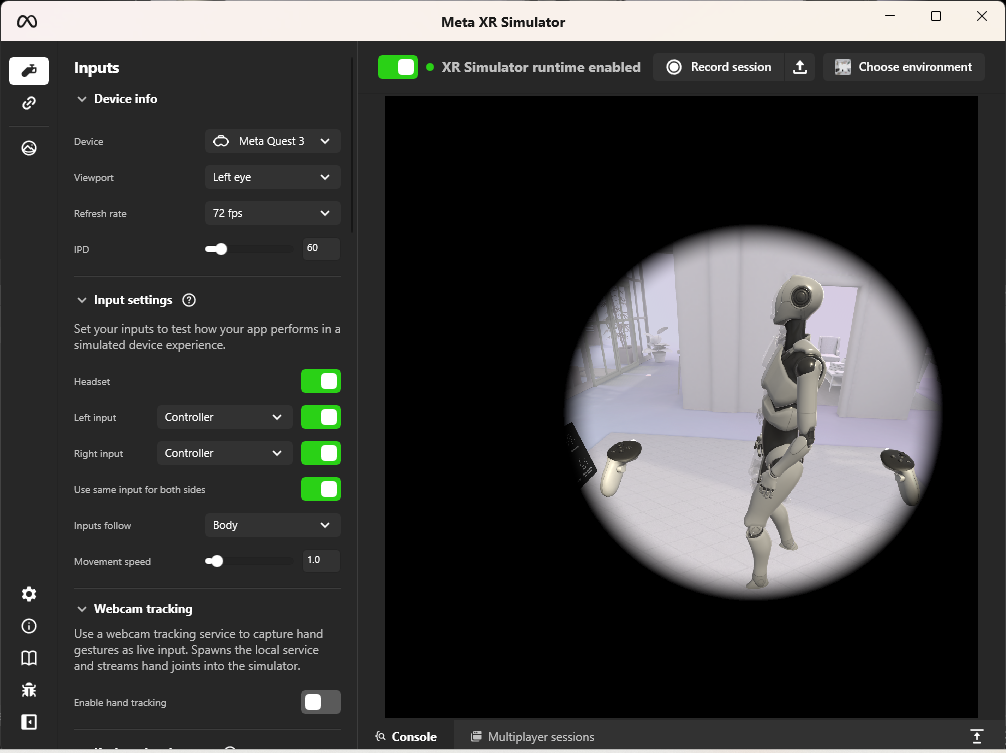 Meta XR Simulator
Inputs
Device info
Device
Meta Quest 3
Viewport
Left eye
Refresh rate
72 fps
IPD
60
Input settings
Set your inputs to test how your app performs in a
simulated device experience.
Headset
Left input
Controller
Right input
Controller
Use same input for both sides
Inputs follow
Body
Movement speed
1.0
Webcam tracking
Use a webcam tracking service to capture hand
gestures as live input. Spawns the local service
and streams hand joints into the simulator.
Enable hand tracking
XR Simulator runtime enabled
Record session
Choose environment
Console
Multiplayer sessions